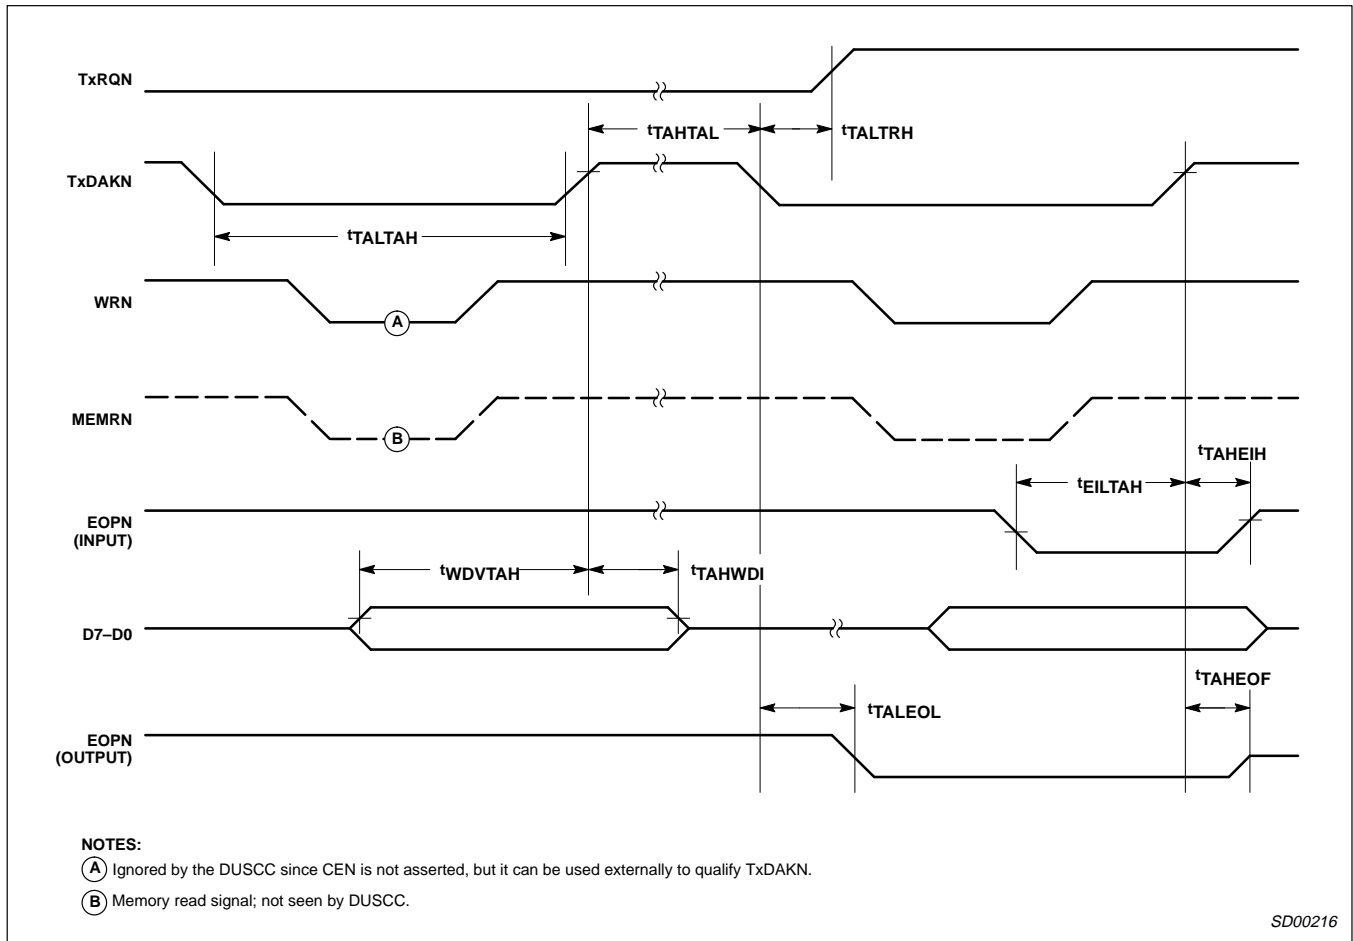 TxRQN
tTAHTAL
tTALTRH
TxDAKN
tTALTAH
WRN
A
MEMRN
B
tTAHEIH
tEILTAH
EOPN
(INPUT)
tWDVTAH
tTAHWDI
D7–D0
tTAHEOF
tTALEOL
EOPN
(OUTPUT)
NOTES:
A Ignored by the DUSCC since CEN is not asserted, but it can be used externally to qualify TxDAKN.
B Memory read signal; not seen by DUSCC.
SD00216